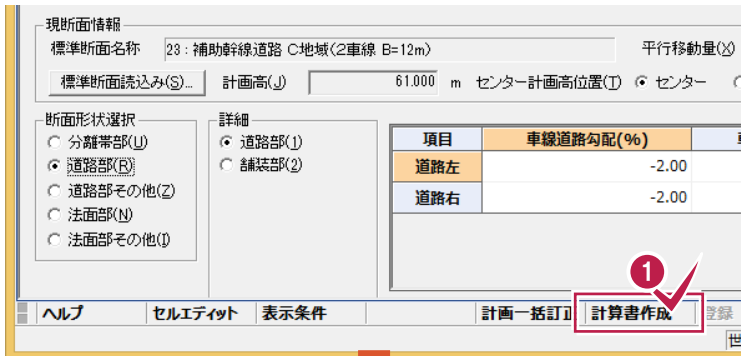 現断面情報
標準断面名称 23 : 補助幹線道路 C地域(2車線 B=12m) 平行移動量(X)
標準断面読込み(S)... 計画高(J) 61.000 m センター計画高位置(T) センター
断面形状選択
分離帯部(U)
道路部(R)
道路部その他(Z)
法面部(N)
法面部その他(I)
詳細
道路部(1)
舗装部(2)
項目 車線道路勾配(%)
道路左 -2.00
道路右 -2.00
1
ヘルプ セルエディット 表示条件 計画一括訂正 計算書作成 登録